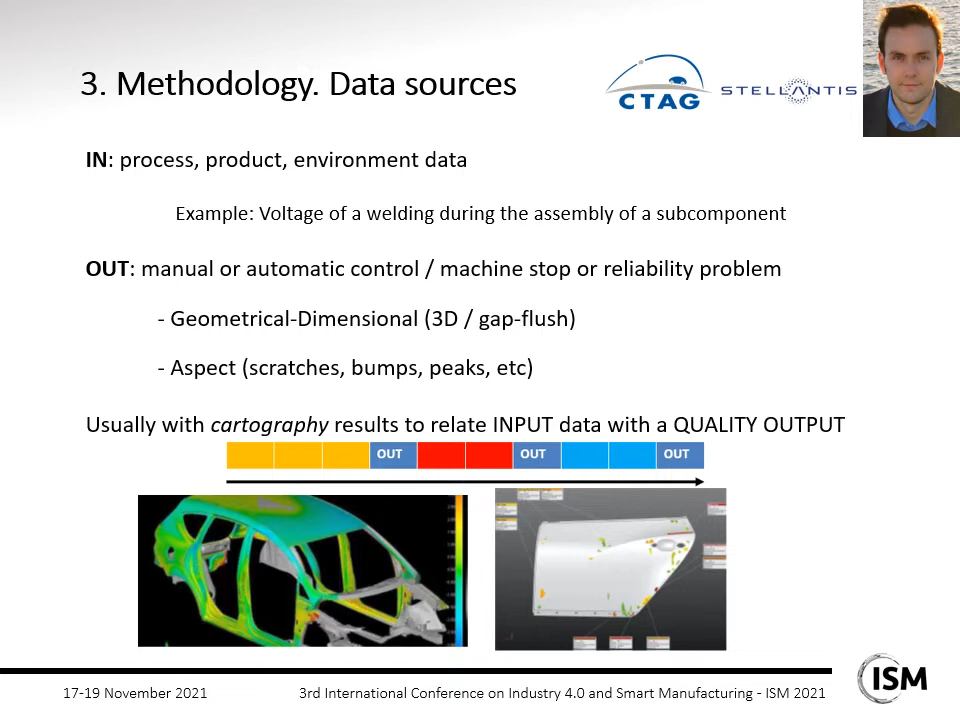 3. Methodology. Data sources
CTAG
STELLANTIS
IN: process, product, environment data
Example: Voltage of a welding during the assembly of a subcomponent
OUT: manual or automatic control / machine stop or reliability problem
- Geometrical-Dimensional (3D / gap-flush)
- Aspect (scratches, bumps, peaks, etc)
Usually with cartography results to relate INPUT data with a QUALITY OUTPUT
OUT OUT OUT
17-19 November 2021
3rd International Conference on Industry 4.0 and Smart Manufacturing - ISM 2021
ISM